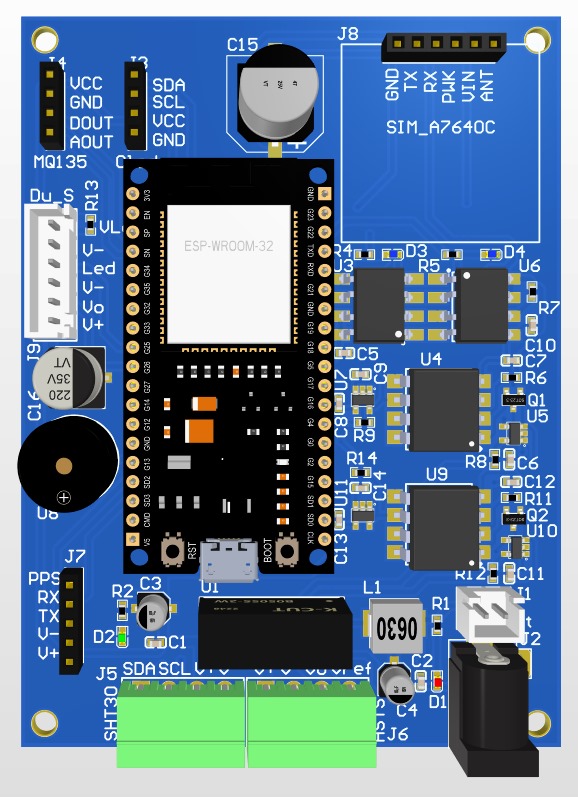 C15
J8
J4
J3
VCC
GND
DOUT
AOUT
MQ135
SDA
SCL
VCC
GND
GND
TX
RX
PWK
VIN
ANT
SIM_A7640C
R13
V-
Led
V-
Vo
V+
J9
3V3
EN
SP
SN
G34
G35
G32
G33
G25
G26
G27
G14
G12
GND
G13
SD2
SD3
CMD
V5
ESP-WROOM-32
GND
G23
G22
TXD
RXD
G21
GND
G19
G18
G5
G17
G16
G4
G0
G2
G15
SD1
SD0
CLK
RST
BOOT
R4
D3
R5
D4
U3
U6
R7
C10
C5
C9
U7
C8
R9
U4
C7
R6
Q1
U5
R8
C6
R14
C14
U11
C13
U9
C12
R11
Q2
U10
R12
C11
C16
220
35V
VT
U8
J7
PPS
RX
TX
V-
V+
R2
C3
D2
C1
U1
K-CUT
B0505S-2W
L1
0630
R1
J2
C2
C4
D1
J5
SDA
SCL
SHT30
J6